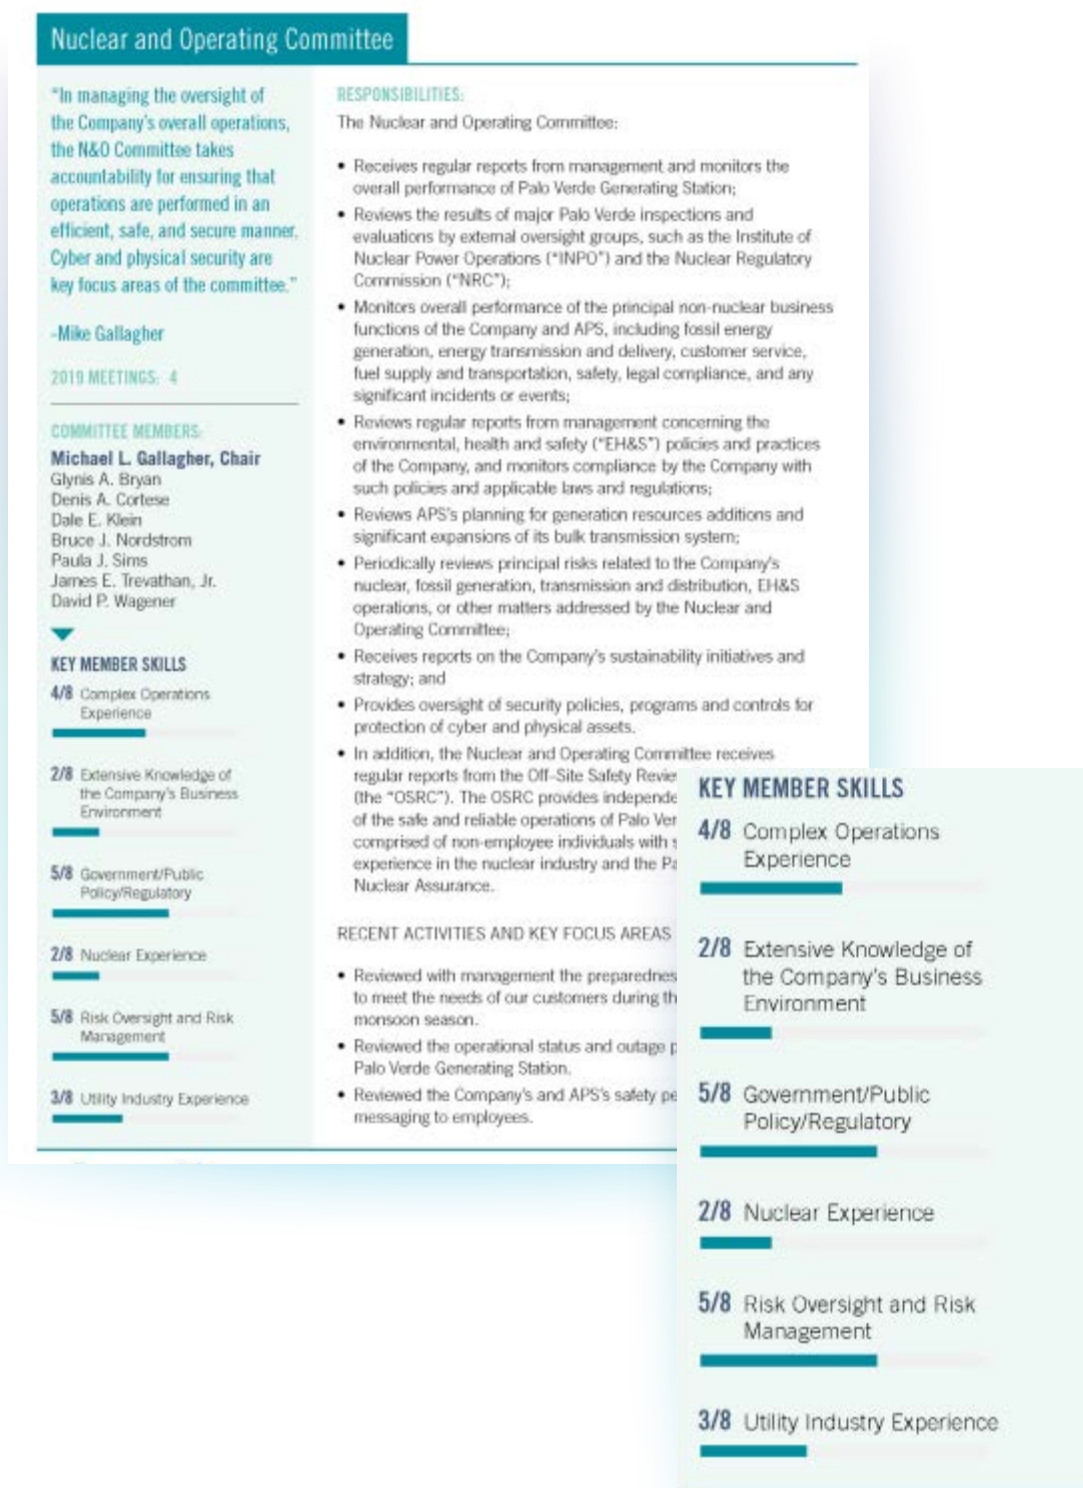 Nuclear and Operating Committee
“In managing the oversight of
the Company’s overall operations,
the N&O Committee takes
accountability for ensuring that
operations are performed in an
efficient, safe, and secure manner.
Cyber and physical security are
key focus areas of the committee.”
–Mike Gallagher
2019 MEETINGS: 4
COMMITTEE MEMBERS:
Michael L. Gallagher, Chair
Glynis A. Bryan
Denis A. Cortese
Dale E. Klein
Bruce J. Nordstrom
Paula J. Sims
James E. Trevathan, Jr.
David P. Wagener
KEY MEMBER SKILLS
4/8 Complex Operations
Experience
2/8 Extensive Knowledge of
the Company’s Business
Environment
5/8 Government/Public
Policy/Regulatory
2/8 Nuclear Experience
5/8 Risk Oversight and Risk
Management
3/8 Utility Industry Experience
RESPONSIBILITIES:
The Nuclear and Operating Committee:
• Receives regular reports from management and monitors the
overall performance of Palo Verde Generating Station;
• Reviews the results of major Palo Verde inspections and
evaluations by external oversight groups, such as the Institute of
Nuclear Power Operations (“INPO”) and the Nuclear Regulatory
Commission (“NRC”);
• Monitors overall performance of the principal non-nuclear business
functions of the Company and APS, including fossil energy
generation, energy transmission and delivery, customer service,
fuel supply and transportation, safety, legal compliance, and any
significant incidents or events;
• Reviews regular reports from management concerning the
environmental, health and safety (“EH&S”) policies and practices
of the Company, and monitors compliance by the Company with
such policies and applicable laws and regulations;
• Reviews APS’s planning for generation resources additions and
significant expansions of its bulk transmission system;
• Periodically reviews principal risks related to the Company’s
nuclear, fossil generation, transmission and distribution, EH&S
operations, or other matters addressed by the Nuclear and
Operating Committee;
• Receives reports on the Company’s sustainability initiatives and
strategy; and
• Provides oversight of security policies, programs and controls for
protection of cyber and physical assets.
• In addition, the Nuclear and Operating Committee receives
regular reports from the Off-Site Safety
(the “OSRC”). The OSRC provides
of the safe and reliable operations of Palo
comprised of non-employee individuals with
experience in the nuclear industry and the
Nuclear Assurance.
RECENT ACTIVITIES AND KEY FOCUS AREAS
• Reviewed with management the
to meet the needs of our customers during
monsoon season.
• Reviewed the operational status and outage
Palo Verde Generating Station.
• Reviewed the Company’s and APS’s safety
messaging to employees.
KEY MEMBER SKILLS
4/8 Complex Operations
Experience
2/8 Extensive Knowledge of
the Company’s Business
Environment
5/8 Government/Public
Policy/Regulatory
2/8 Nuclear Experience
5/8 Risk Oversight and Risk
Management
3/8 Utility Industry Experience